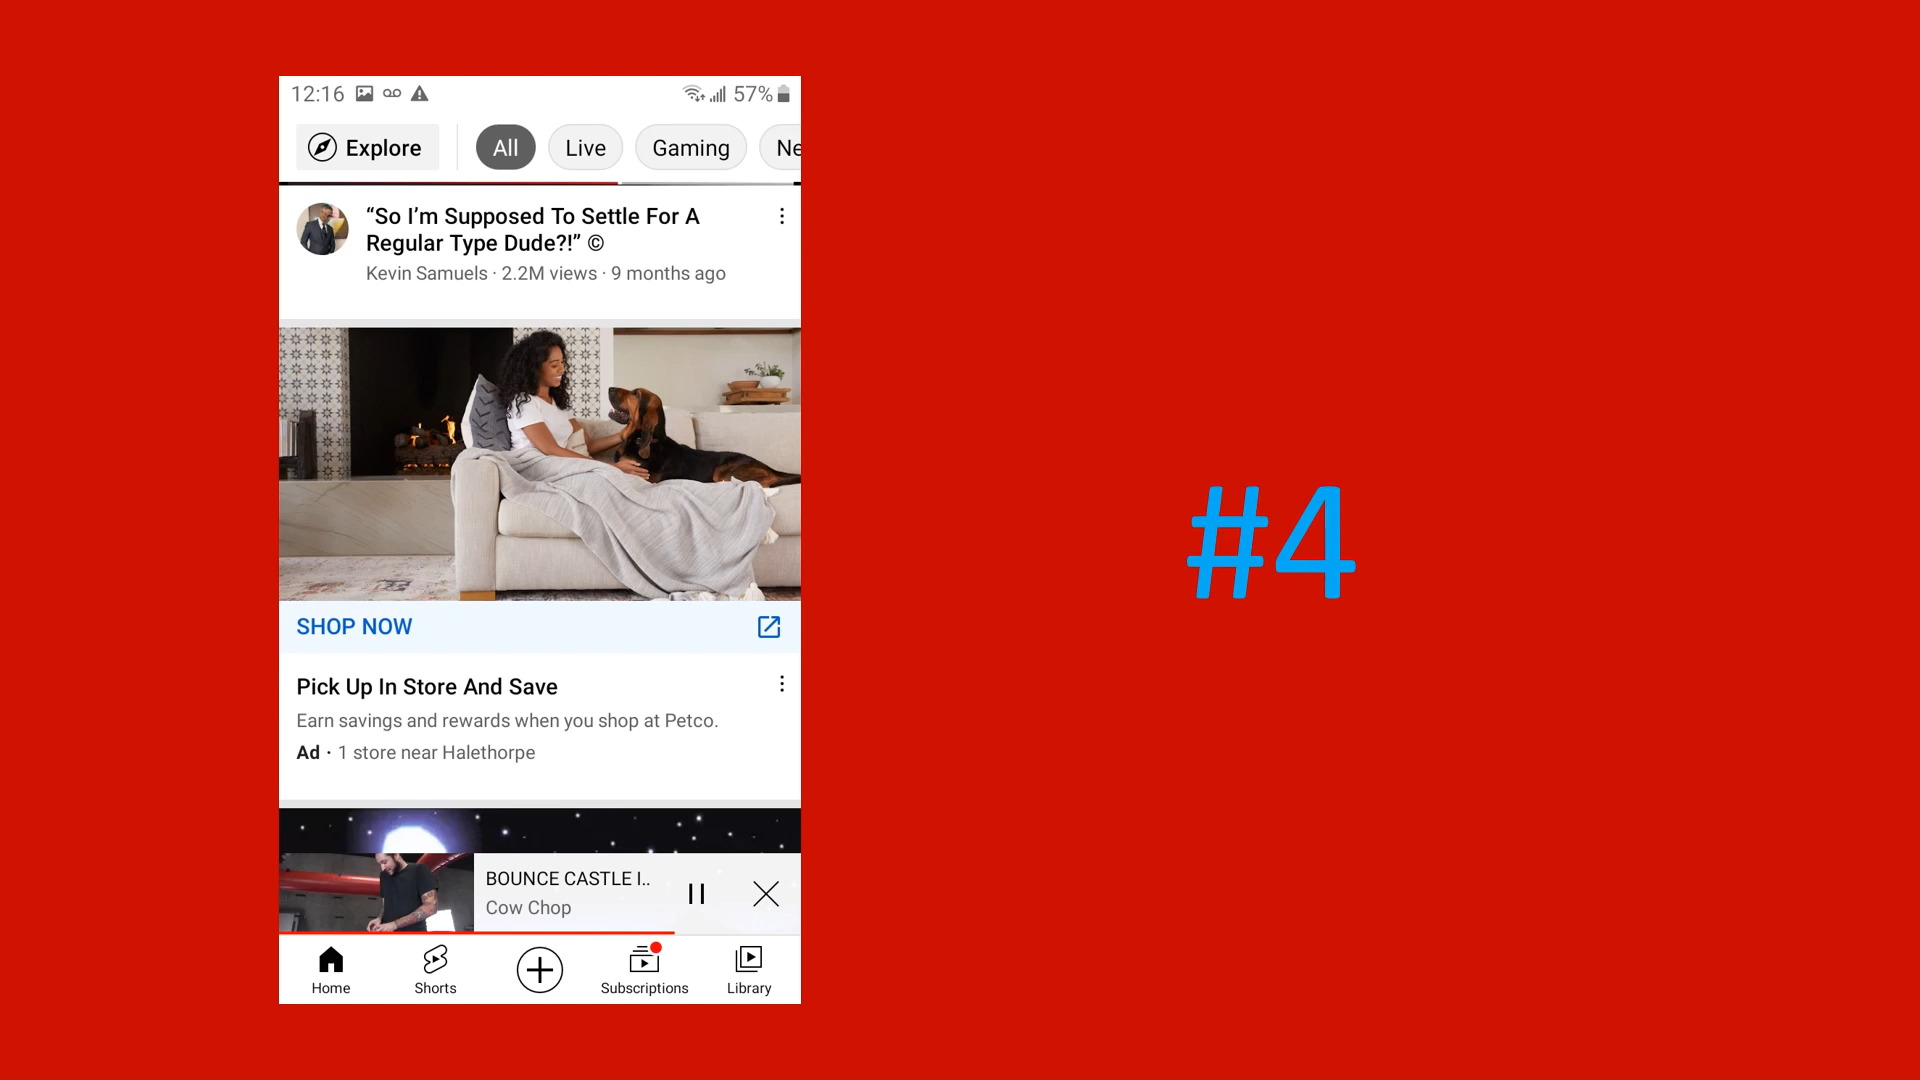 12:16 57%
Explore All Live Gaming Ne
“So I’m Supposed To Settle For A
Regular Type Dude?!” ©
Kevin Samuels · 2.2M views · 9 months ago
SHOP NOW
Pick Up In Store And Save
Earn savings and rewards when you shop at Petco.
Ad · 1 store near Halethorpe
BOUNCE CASTLE I..
Cow Chop
Home Shorts Subscriptions Library
#4